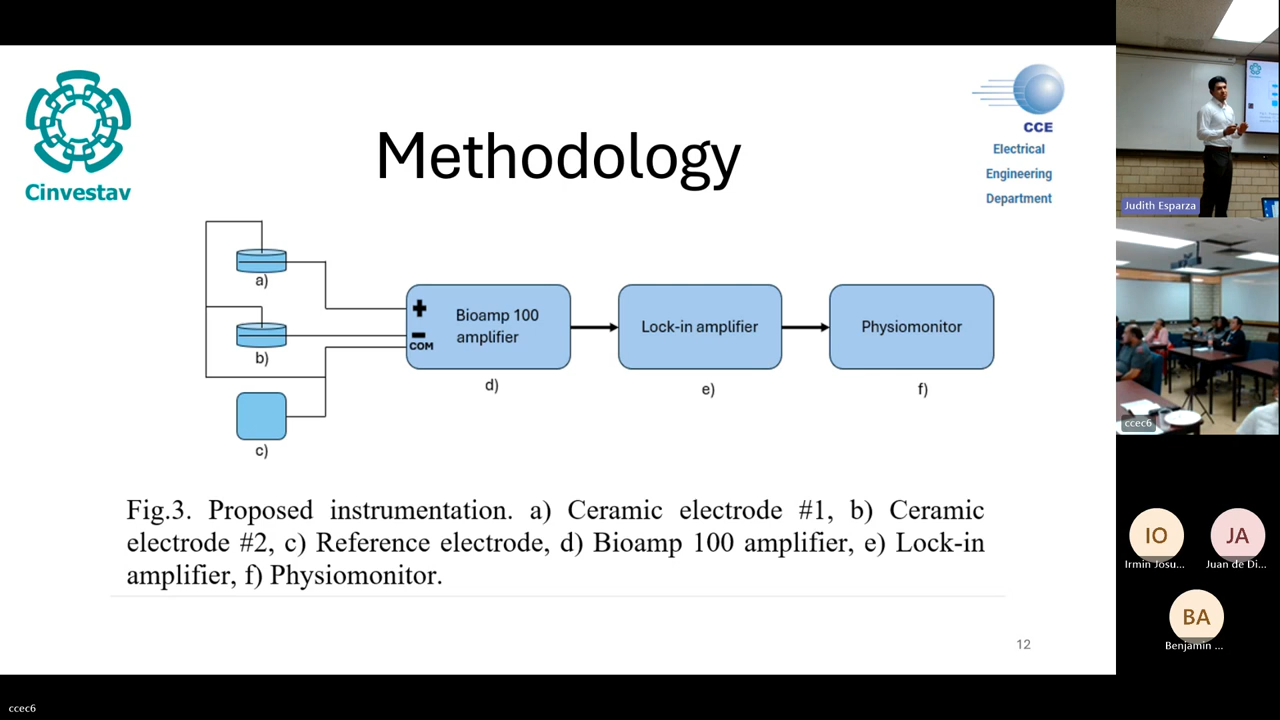 Cinvestav
CCE
Electrical
Engineering
Department
Methodology
a)
b)
c)
+
−
COM
Bioamp 100
amplifier
d)
Lock-in amplifier
e)
Physiomonitor
f)
Fig.3. Proposed instrumentation. a) Ceramic electrode #1, b) Ceramic
electrode #2, c) Reference electrode, d) Bioamp 100 amplifier, e) Lock-in
amplifier, f) Physiomonitor.
12
Judith Esparza
ccec6
IO
Irmin Josu...
JA
Juan de Di...
BA
Benjamin ...
ccec6